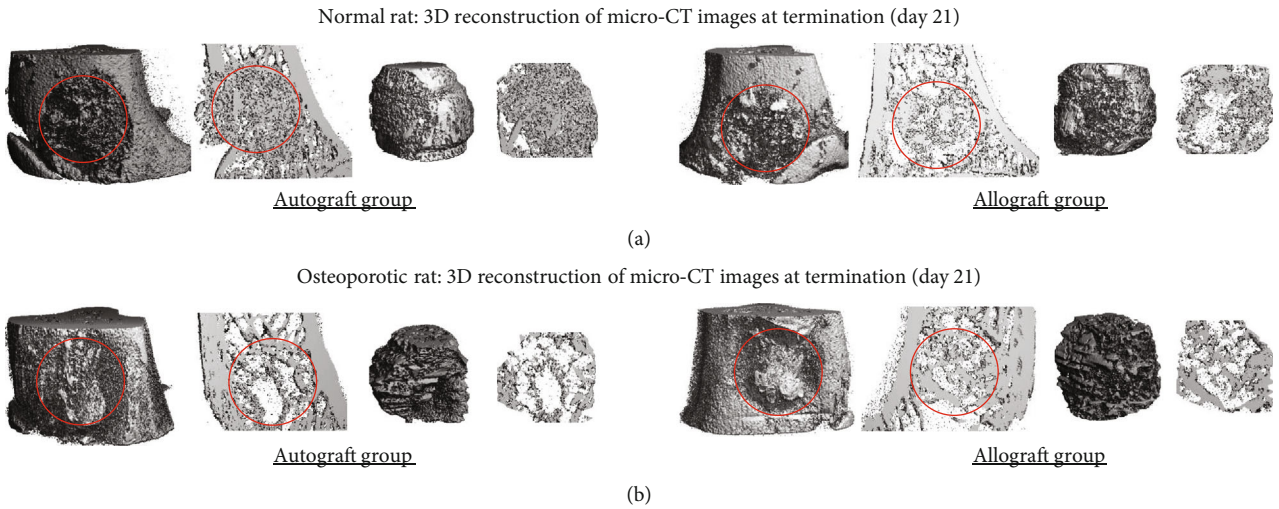 Normal rat: 3D reconstruction of micro-CT images at termination (day 21)
Autograft group
Allograft group
(a)
Osteoporotic rat: 3D reconstruction of micro-CT images at termination (day 21)
Autograft group
Allograft group
(b)